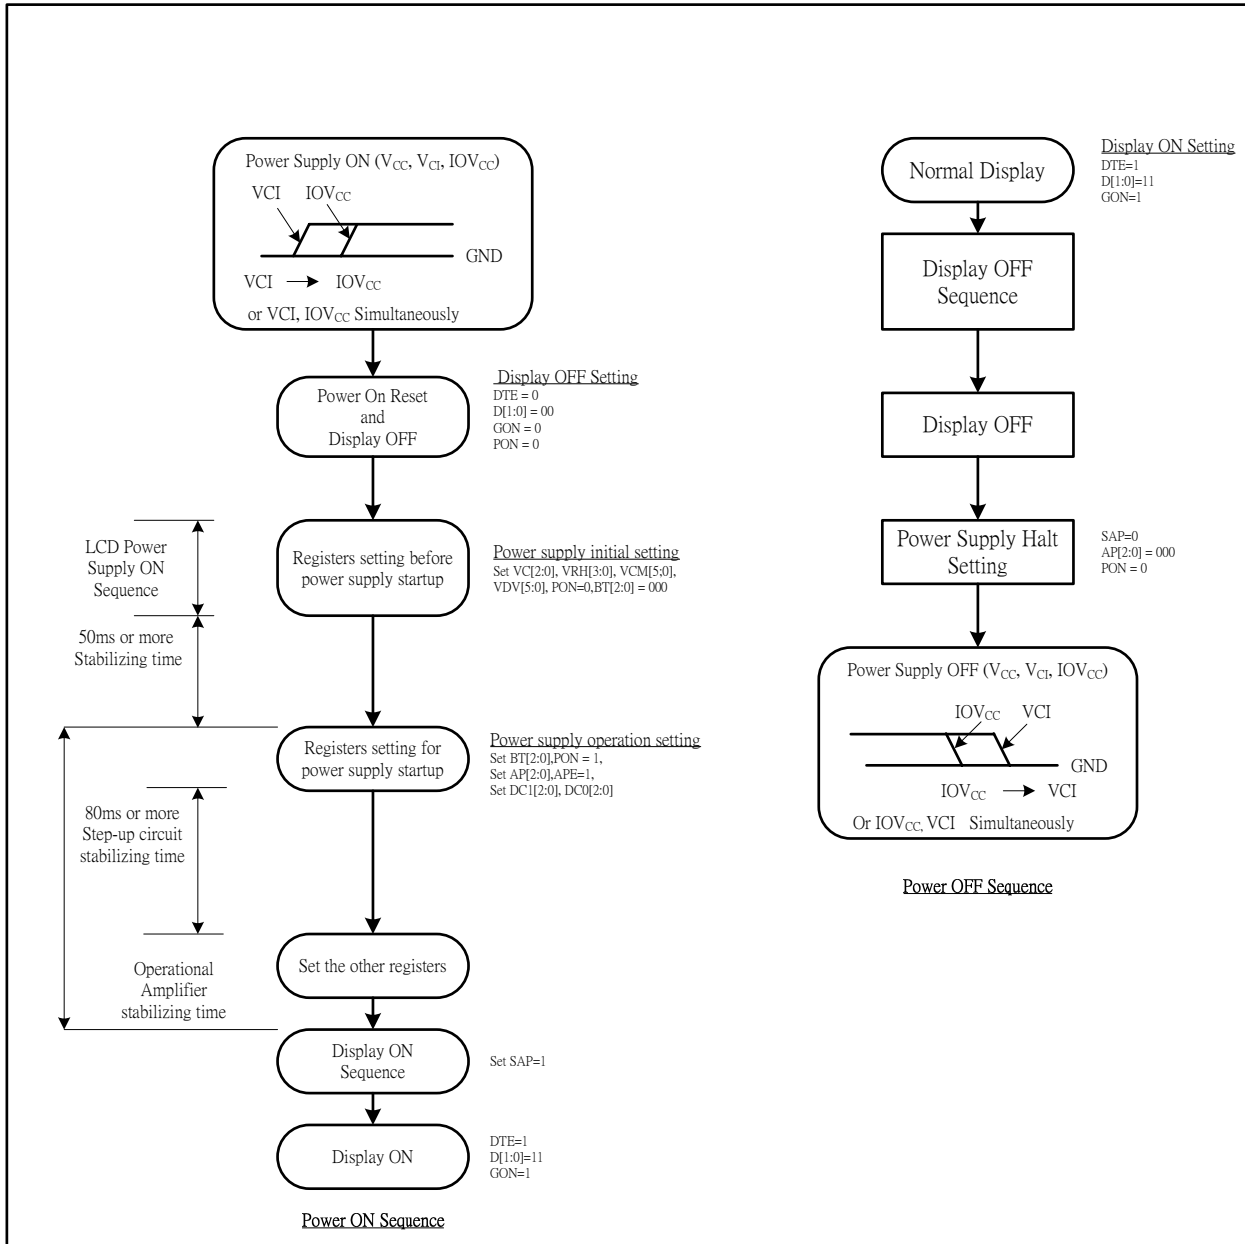 Power Supply ON (VCC, VCI, IOVCC)
VCI IOVCC
GND
VCI IOVCC
or VCI, IOVCC Simultaneously
Power On Reset
and
Display OFF
Display OFF Setting
DTE = 0
D[1:0] = 00
GON = 0
PON = 0
LCD Power
Supply ON
Sequence
Registers setting before
power supply startup
Power supply initial setting
Set VC[2:0], VRH[3:0], VCM[5;0],
VDV[5:0], PON=0,BT[2:0] = 000
50ms or more
Stabilizing time
Registers setting for
power supply startup
Power supply operation setting
Set BT[2:0],PON = 1,
Set AP[2:0],APE=1,
Set DC1[2:0], DC0[2:0]
80ms or more
Step-up circuit
stabilizing time
Set the other registers
Operational
Amplifier
stabilizing time
Display ON
Sequence
Set SAP=1
Display ON
DTE=1
D[1:0]=11
GON=1
Power ON Sequence
Normal Display
Display ON Setting
DTE=1
D[1:0]=11
GON=1
Display OFF
Sequence
Display OFF
Power Supply Halt
Setting
SAP=0
AP[2:0] = 000
PON = 0
Power Supply OFF (VCC, VCI, IOVCC)
IOVCC VCI
GND
IOVCC VCI
Or IOVCC, VCI Simultaneously
Power OFF Sequence